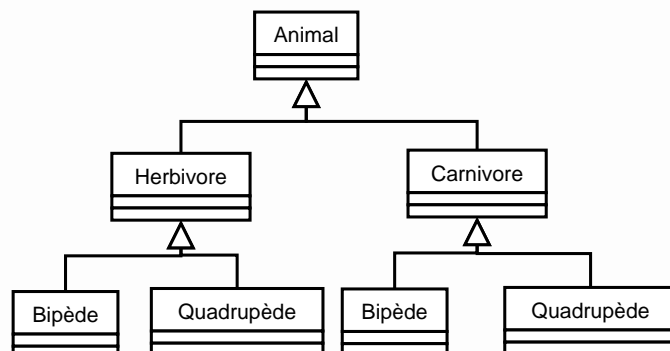 Animal
Herbivore
Carnivore
Bipède
Quadrupède
Bipède
Quadrupède